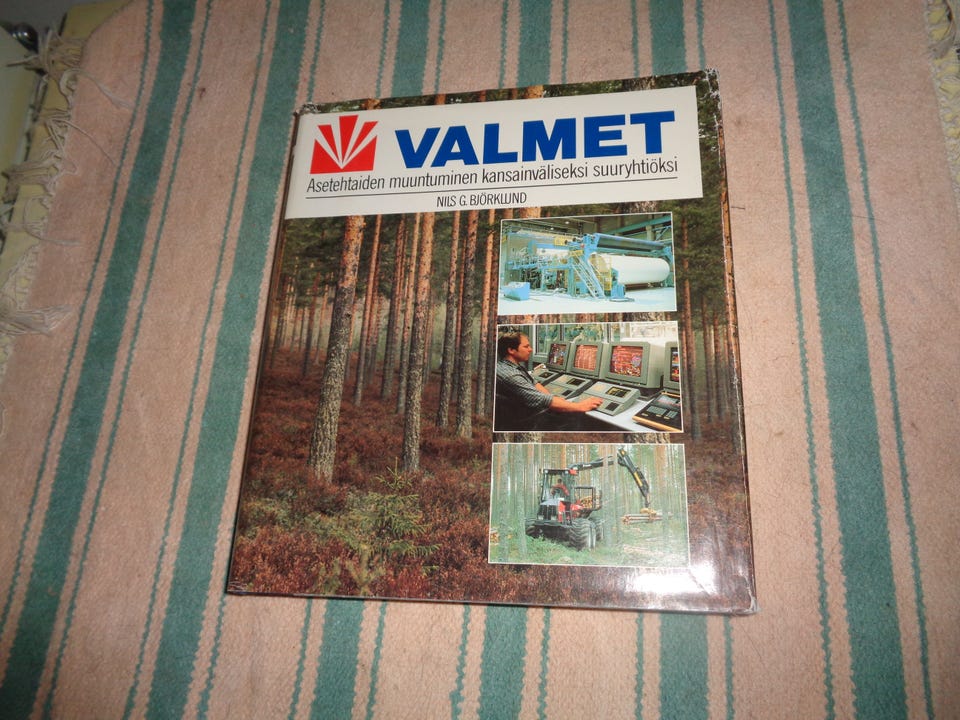 VALMET
Asetehtaiden muuntuminen kansainväliseksi suuryhtiöksi
NILS G. BJÖRKLUND